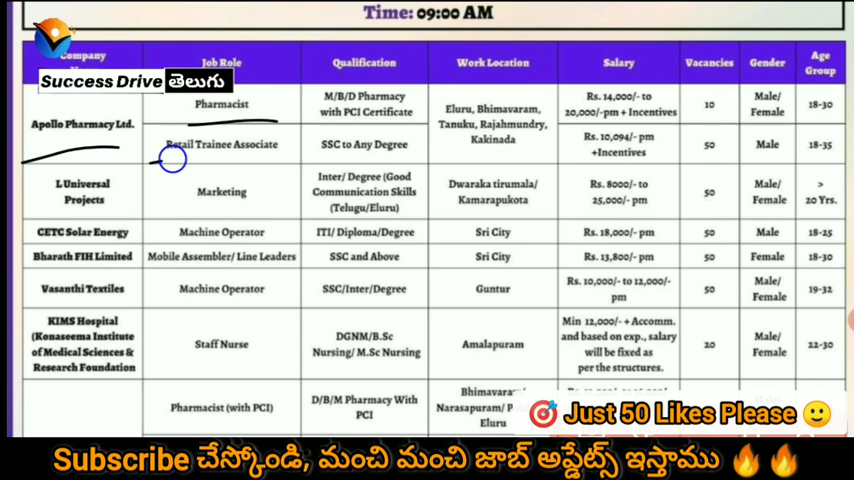 Time: 09:00 AM
Company
Job Role
Qualification
Work Location
Salary
Vacancies
Gender
Age
Group
Success Drive తెలుగు
Apollo Pharmacy Ltd.
Pharmacist
M/B/D Pharmacy
with PCI Certificate
Eluru, Bhimavaram,
Tanuku, Rajahmundry,
Kakinada
Rs. 14,000/- to
20,000/-pm + Incentives
10
Male/
Female
18-30
Retail Trainee Associate
SSC to Any Degree
Rs. 10,094/- pm
+Incentives
50
Male
18-35
L Universal
Projects
Marketing
Inter/ Degree (Good
Communication Skills
(Telugu/Eluru)
Dwaraka tirumala/
Kamarapukota
Rs. 8000/- to
25,000/- pm
50
Male/
Female
>
20 Yrs.
CETC Solar Energy
Machine Operator
ITI/ Diploma/Degree
Sri City
Rs. 18,000/- pm
50
Male
18-25
Bharath FIH Limited
Mobile Assembler/ Line Leaders
SSC and Above
Sri City
Rs. 13,800/- pm
50
Female
18-30
Vasanthi Textiles
Machine Operator
SSC/Inter/Degree
Guntur
Rs. 10,000/- to 12,000/-
pm
50
Male/
Female
19-32
KIMS Hospital
(Konaseema Institute
of Medical Sciences &
Research Foundation
Staff Nurse
DGNM/B.Sc
Nursing/ M.Sc Nursing
Amalapuram
Min 12,000/- + Accomm.
and based on exp., salary
will be fixed as
per the structures.
20
Male/
Female
22-30
Pharmacist (with PCI)
D/B/M Pharmacy With
PCI
Bhimavaram/
Narasapuram/
Eluru
🎯 Just 50 Likes Please 🙂
Subscribe చేస్కోండి, మంచి మంచి జాబ్ అప్డేట్స్ ఇస్తాము 🔥🔥